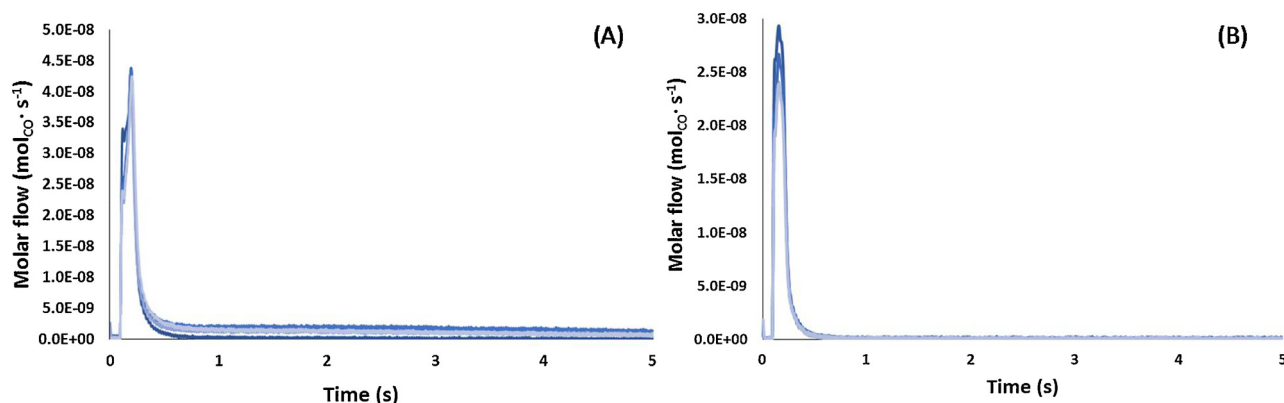 (A)
Molar flow (molCO· s-1)
5.0E-08
4.5E-08
4.0E-08
3.5E-08
3.0E-08
2.5E-08
2.0E-08
1.5E-08
1.0E-08
5.0E-09
0.0E+00
0 1 2 3 4 5
Time (s)
(B)
Molar flow (molCO· s-1)
3.0E-08
2.5E-08
2.0E-08
1.5E-08
1.0E-08
5.0E-09
0.0E+00
0 1 2 3 4 5
Time (s)